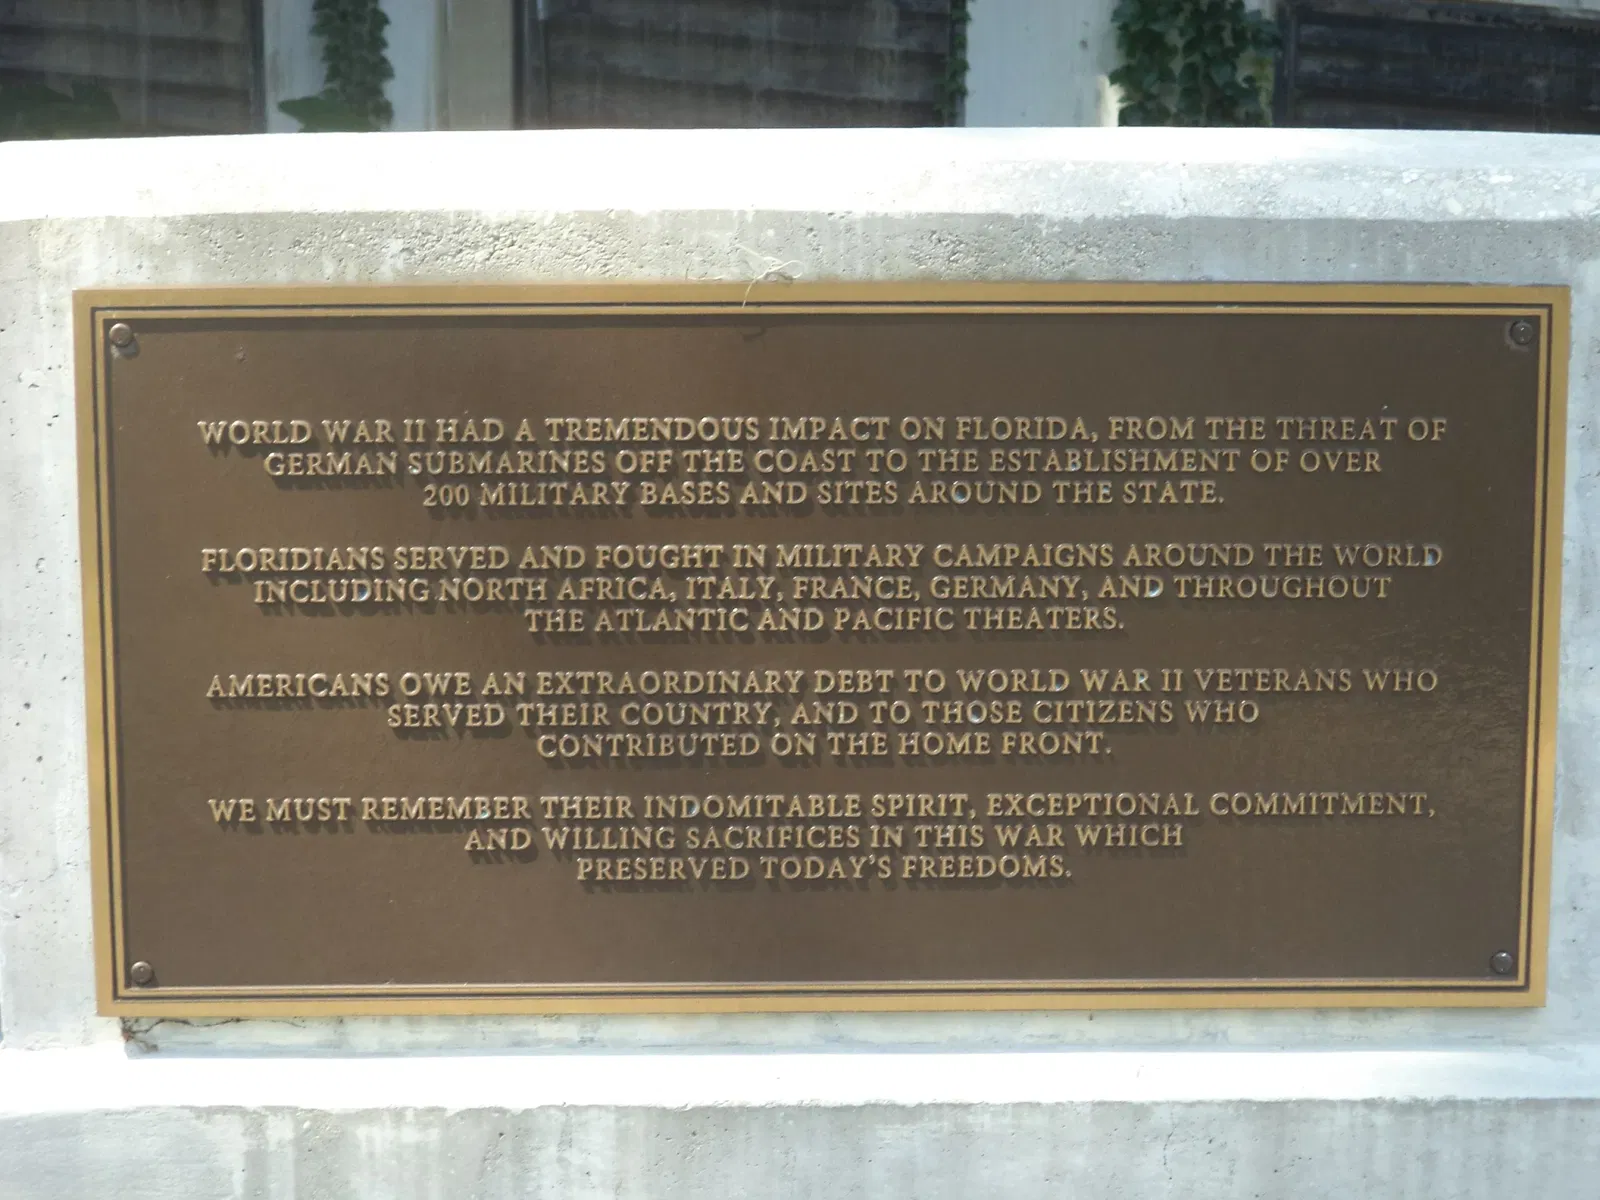 WORLD WAR II HAD A TREMENDOUS IMPACT ON FLORIDA, FROM THE THREAT OF
GERMAN SUBMARINES OFF THE COAST TO THE ESTABLISHMENT OF OVER
200 MILITARY BASES AND SITES AROUND THE STATE.
FLORIDIANS SERVED AND FOUGHT IN MILITARY CAMPAIGNS AROUND THE WORLD
INCLUDING NORTH AFRICA, ITALY, FRANCE, GERMANY, AND THROUGHOUT
THE ATLANTIC AND PACIFIC THEATERS.
AMERICANS OWE AN EXTRAORDINARY DEBT TO WORLD WAR II VETERANS WHO
SERVED THEIR COUNTRY, AND TO THOSE CITIZENS WHO
CONTRIBUTED ON THE HOME FRONT.
WE MUST REMEMBER THEIR INDOMITABLE SPIRIT, EXCEPTIONAL COMMITMENT,
AND WILLING SACRIFICES IN THIS WAR WHICH
PRESERVED TODAY'S FREEDOMS.